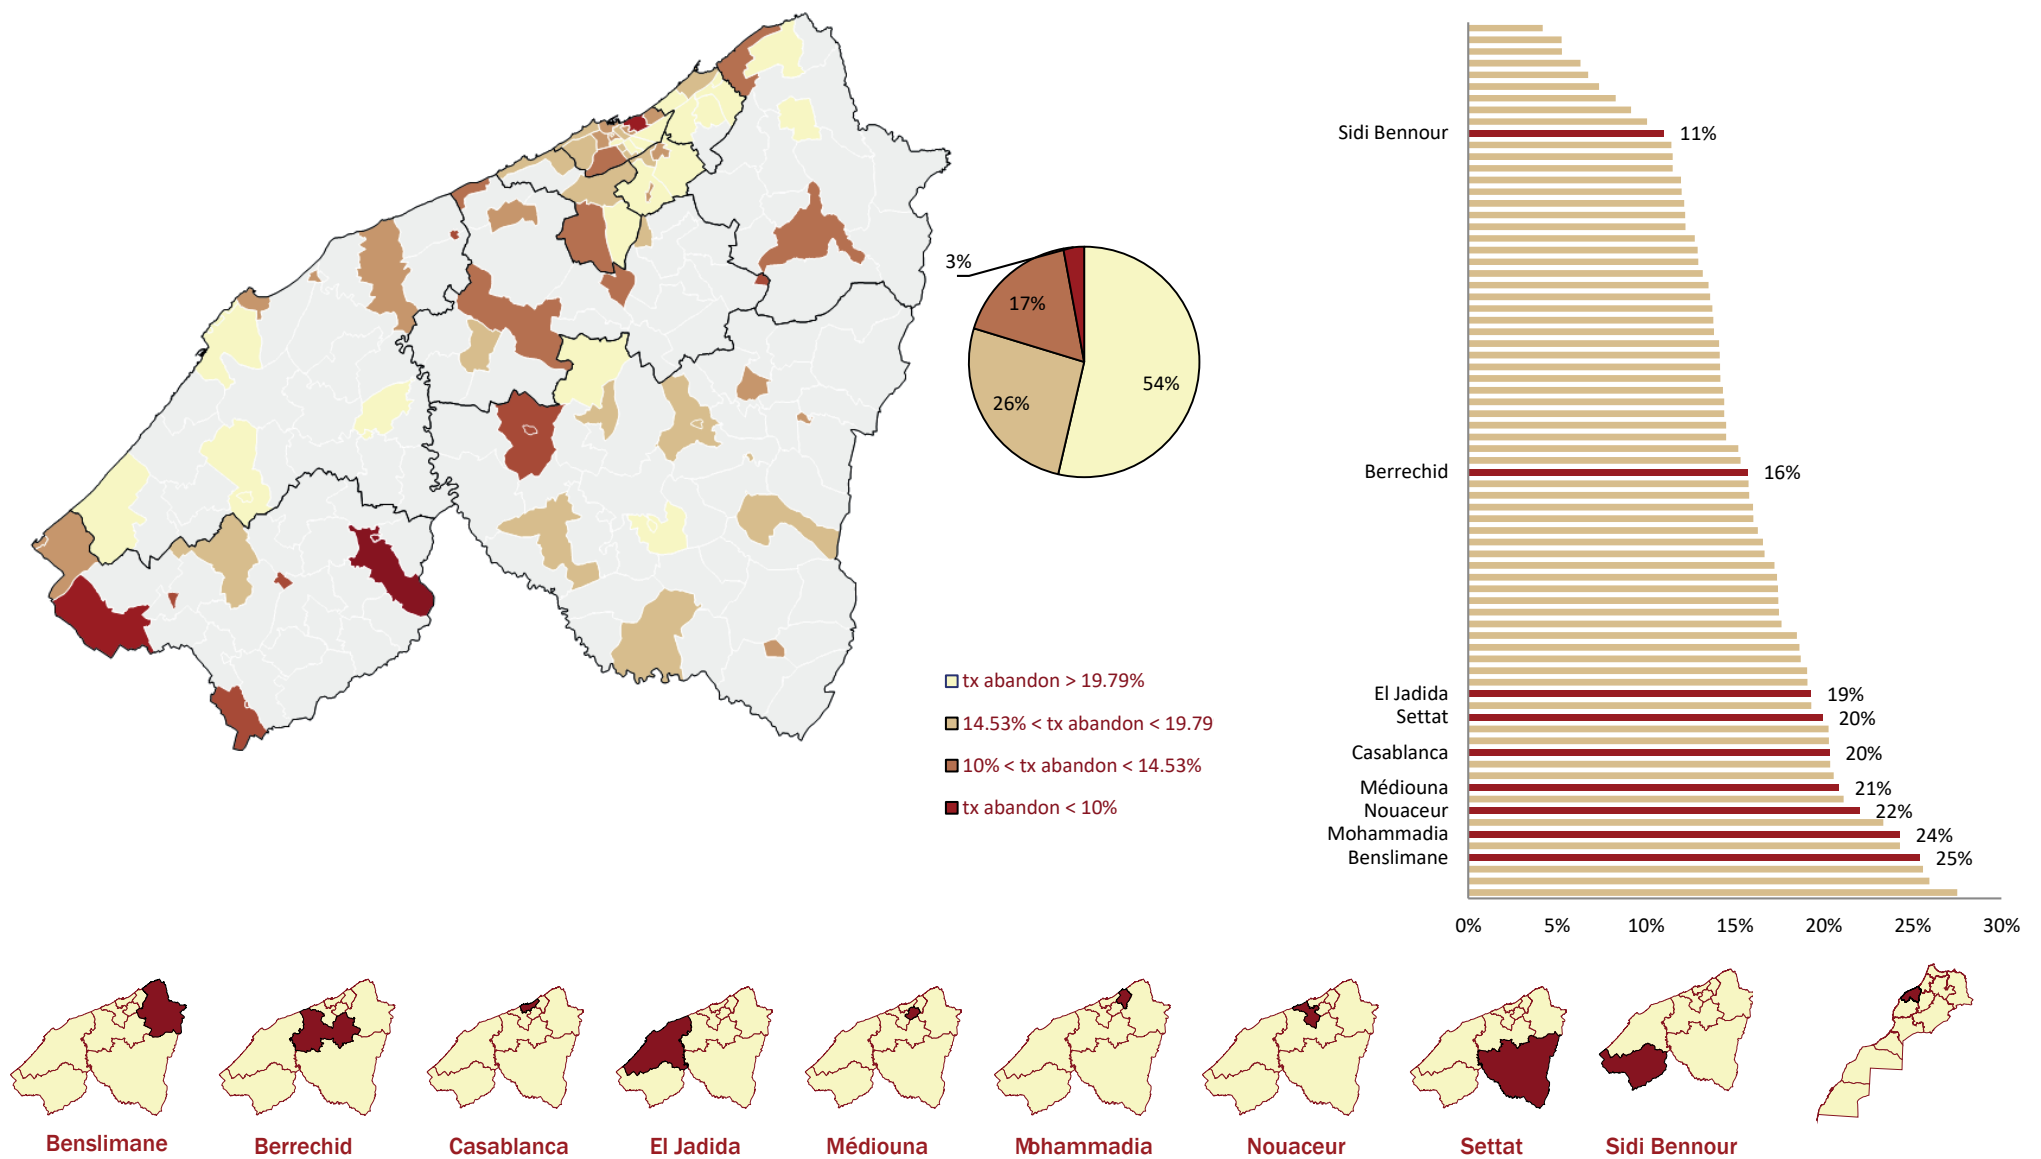 3%
17%
26%
54%
tx abandon > 19.79%
14.53% < tx abandon < 19.79
10% < tx abandon < 14.53%
tx abandon < 10%
Sidi Bennour 11%
Berrechid 16%
El Jadida 19%
Settat 20%
Casablanca 20%
Médiouna 21%
Nouaceur 22%
Mohammadia 24%
Benslimane 25%
0% 5% 10% 15% 20% 25% 30%
Benslimane Berrechid Casablanca El Jadida Médiouna Mohammadia Nouaceur Settat Sidi Bennour